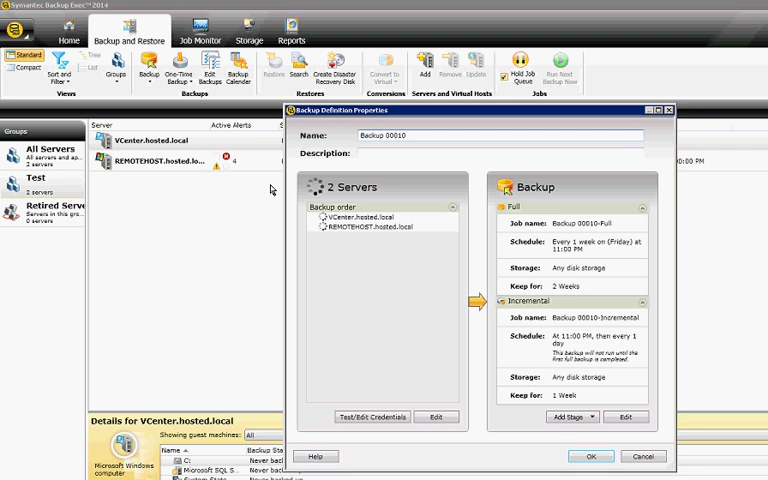 Symantec Backup Exec™ 2014
Home
Backup and Restore
Job Monitor
Storage
Reports
Standard
Compact
Tree
List
Sort and Filter
Groups
Views
Backup
One-Time Backup
Edit Backups
Backup Calendar
Backups
Restore
Search
Create Disaster Recovery Disk
Restores
Convert to Virtual
Conversions
Add
Remove
Update
Servers and Virtual Hosts
Hold Job Queue
Run Next Backup Now
Jobs
Groups
All Servers
All servers and ap...
2 servers
Test
2 servers
Retired Serve
Servers in this gro...
0 servers
Server
Active Alerts
VCenter.hosted.local
REMOTEHOST.hosted.lo...
4
00 PM
Backup Definition Properties
Name:
Backup 00010
Description:
2 Servers
Backup order
VCenter.hosted.local
REMOTEHOST.hosted.local
Test/Edit Credentials
Edit
Backup
Full
Job name:
Backup 00010-Full
Schedule:
Every 1 week on (Friday) at
11:00 PM
Storage:
Any disk storage
Keep for:
2 Weeks
Incremental
Job name:
Backup 00010-Incremental
Schedule:
At 11:00 PM, then every 1
day
This backup will not run until the
first full backup is completed.
Storage:
Any disk storage
Keep for:
1 Week
Add Stage
Edit
Help
OK
Cancel
Details for VCenter.hosted.local
Microsoft Windows
computer
Showing guest machines:
All
Name
Backup Sta
C:
Never back
Microsoft SQL S
Never back
System State
Never back